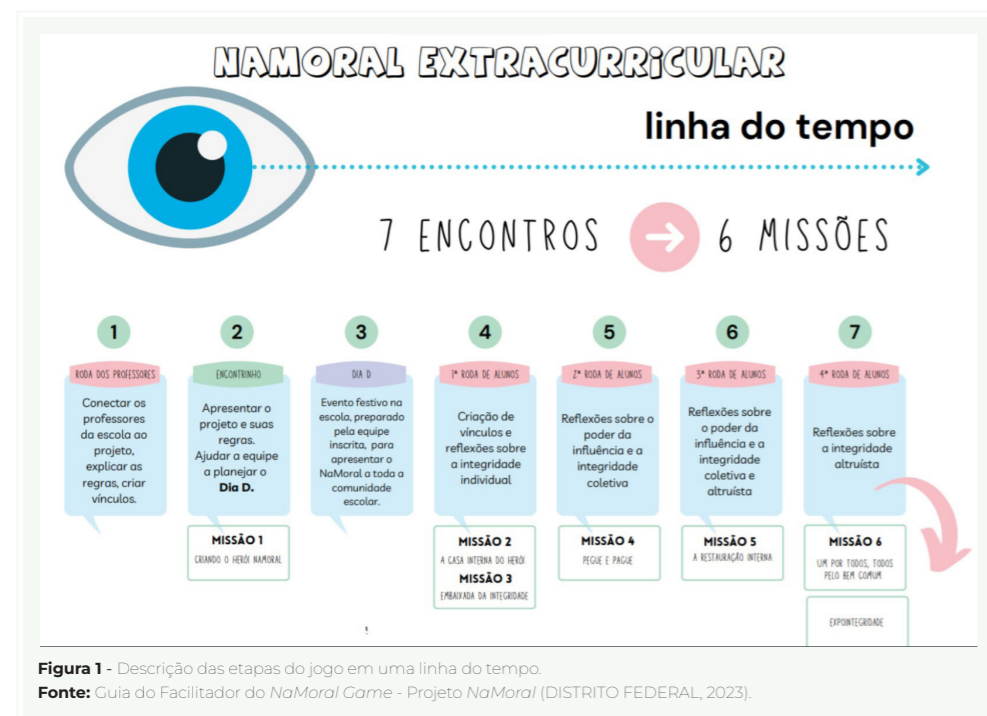 NAMORAL EXTRACURRiCULAR
linha do tempo
7 ENCONTROS → 6 MISSÕES
1
RODA DOS PROFESSORES
Conectar os
professores
da escola ao
projeto,
explicar as
regras, criar
vínculos.
2
ENCONTRINHO
Apresentar o
projeto e suas
regras.
Ajudar a equipe
a planejar o
Dia D.
MISSÃO 1
CRIANDO O HERÓI NAMORAL
3
DIA D
Evento festivo na
escola, preparado
pela equipe
inscrita, para
apresentar o
NaMoral a toda a
comunidade
escolar.
4
1ª RODA DE ALUNOS
Criação de
vínculos e
reflexões sobre
a integridade
individual
MISSÃO 2
A CASA INTERNA DO HERÓI
MISSÃO 3
EMBAIXADA DA INTEGRIDADE
5
2ª RODA DE ALUNOS
Reflexões sobre o
poder da
influência e a
integridade
coletiva
MISSÃO 4
PEGUE E PAGUE
6
3ª RODA DE ALUNOS
Reflexões sobre
o poder da
influência e a
integridade
coletiva e
altruísta
MISSÃO 5
A RESTAURAÇÃO INTERNA
7
4ª RODA DE ALUNOS
Reflexões sobre
a integridade
altruísta
MISSÃO 6
UM POR TODOS, TODOS
PELO BEM COMUM
EXPOINTEGRIDADE
Figura 1 - Descrição das etapas do jogo em uma linha do tempo.
Fonte: Guia do Facilitador do NaMoral Game - Projeto NaMoral (DISTRITO FEDERAL, 2023).